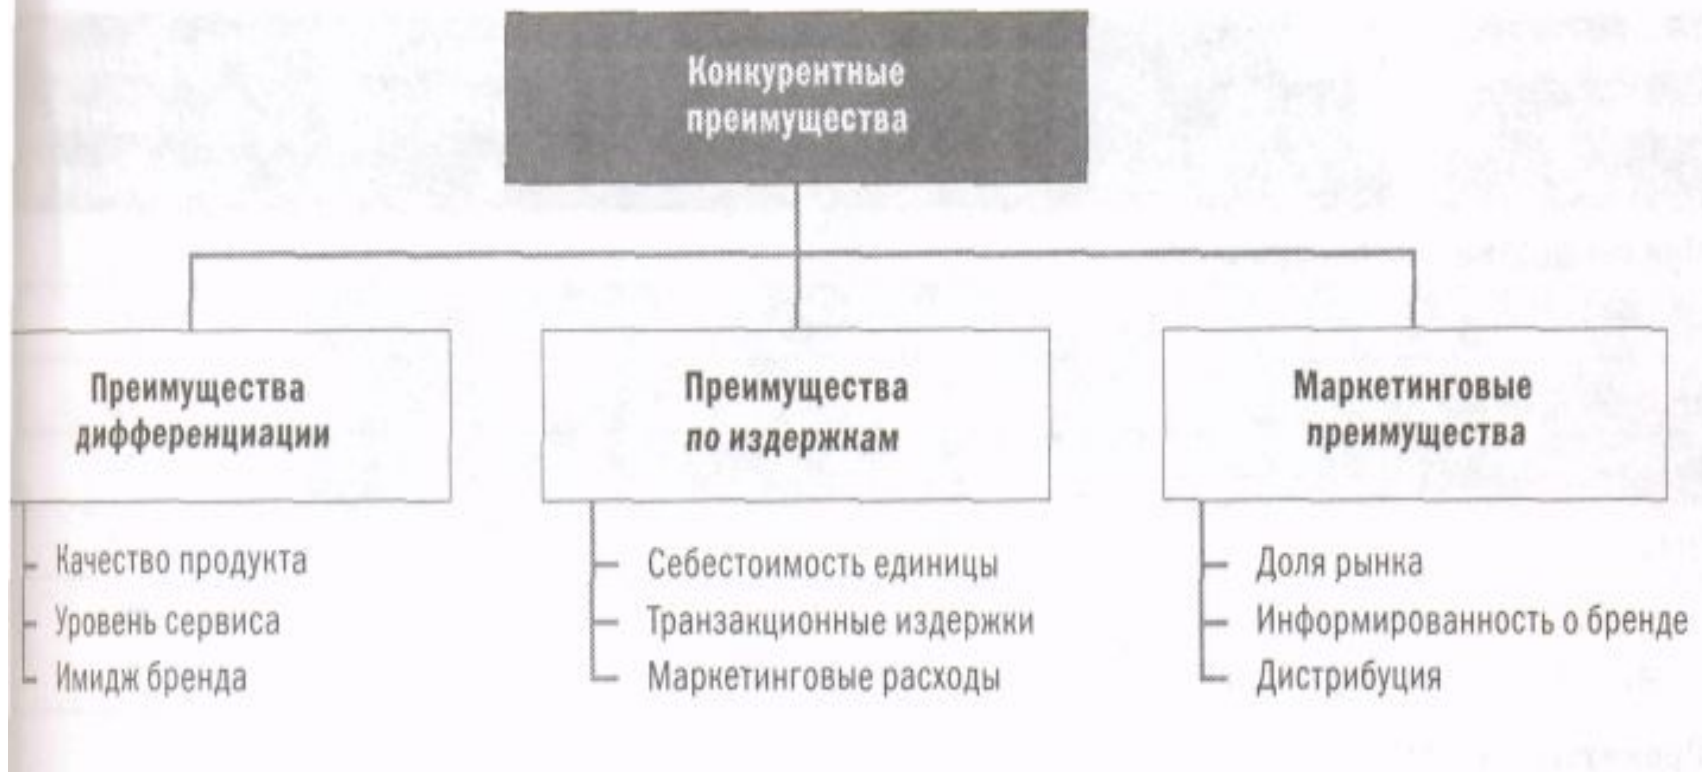 Конкурентные
преимущества
Преимущества
дифференциации
Качество продукта
Уровень сервиса
Имидж бренда
Преимущества
по издержкам
Себестоимость единицы
Транзакционные издержки
Маркетинговые расходы
Маркетинговые
преимущества
Доля рынка
Информированность о бренде
Дистрибуция